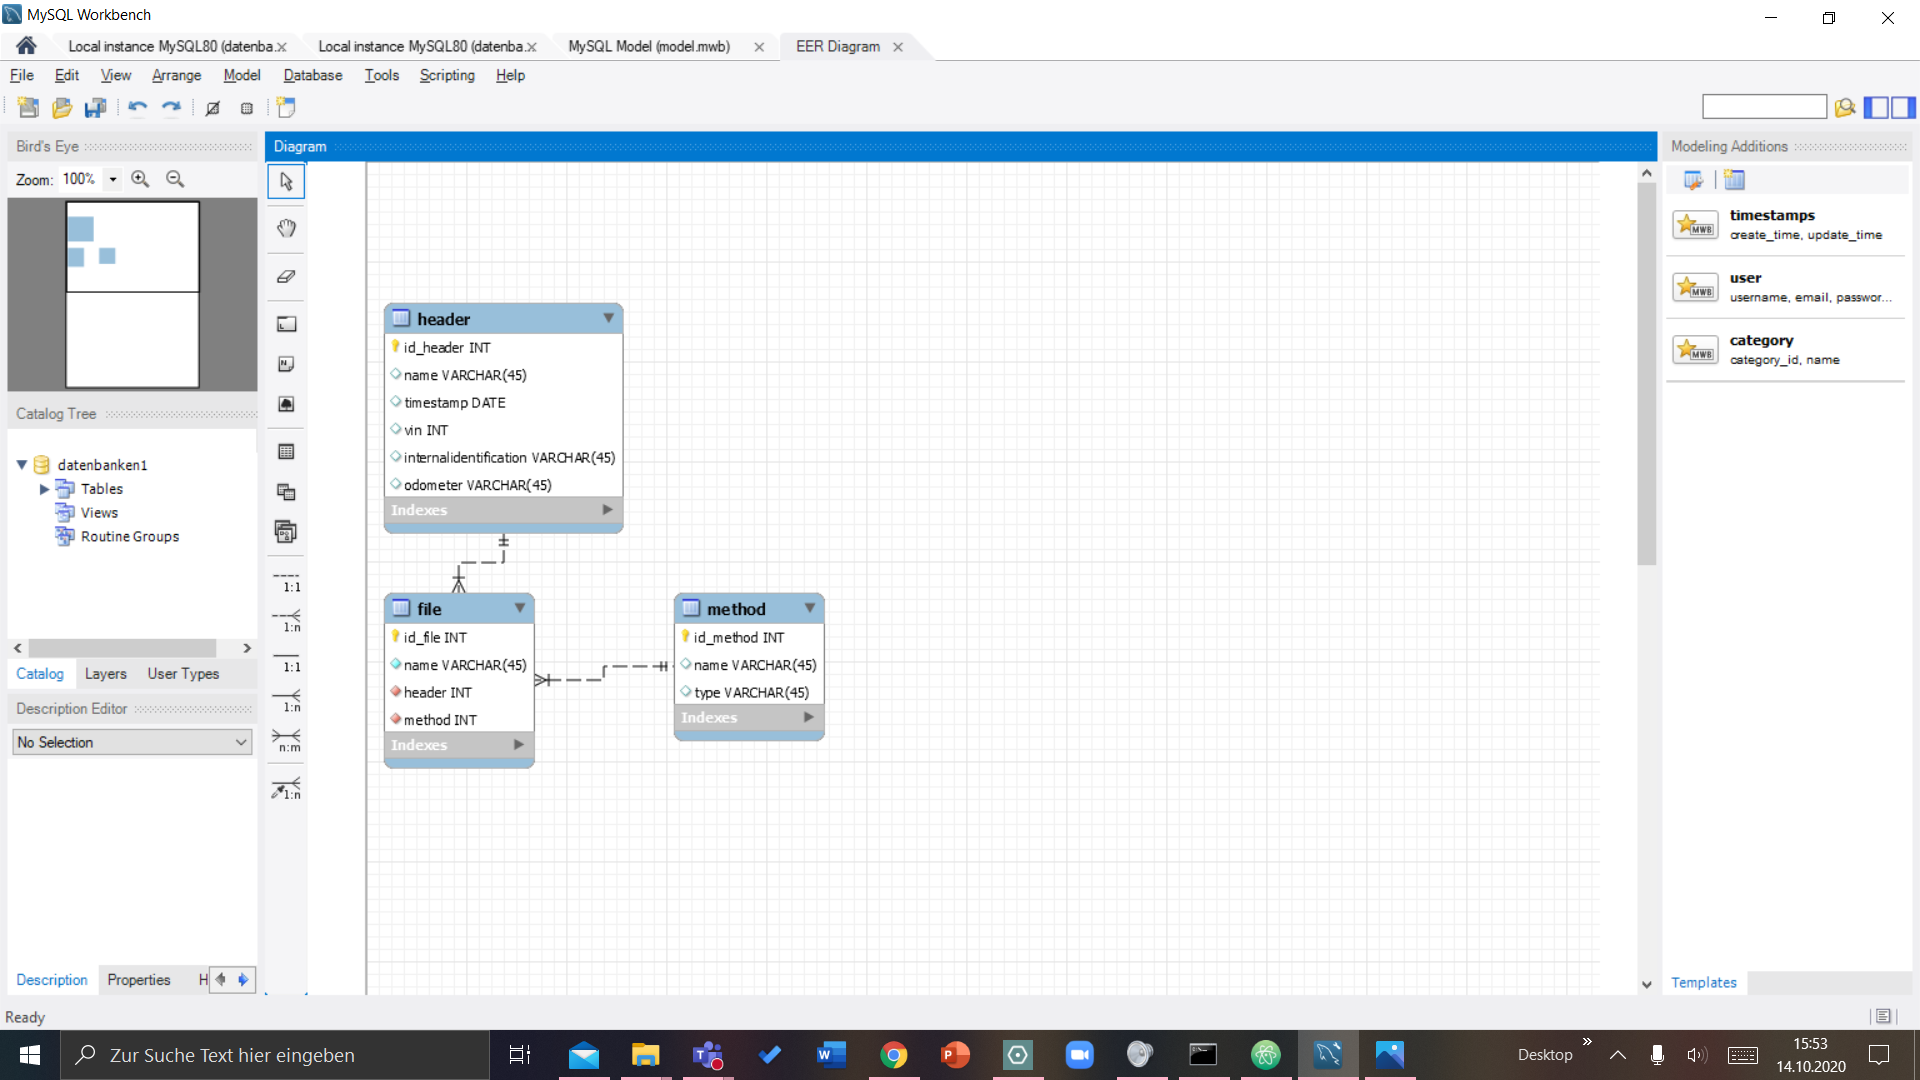 MySQL Workbench
Local instance MySQL80 (datenba.
Local instance MySQL80 (datenba.
MySQL Model (model.mwb)
EER Diagram
File Edit View Arrange Model Database Tools Scripting Help
Bird's Eye
Zoom: 100%
Catalog Tree
datenbanken1
Tables
Views
Routine Groups
Catalog Layers User Types
Description Editor
No Selection
Description Properties H
Ready
Diagram
1:1
1:n
1:1
1:n
n:m
1:n
header
id_header INT
name VARCHAR(45)
timestamp DATE
vin INT
internalidentification VARCHAR(45)
odometer VARCHAR(45)
Indexes
file
id_file INT
name VARCHAR(45)
header INT
method INT
Indexes
method
id_method INT
name VARCHAR(45)
type VARCHAR(45)
Indexes
Modeling Additions
MWB
timestamps
create_time, update_time
MWB
user
username, email, passwor...
MWB
category
category_id, name
Templates
Zur Suche Text hier eingeben
Desktop
15:53
14.10.2020